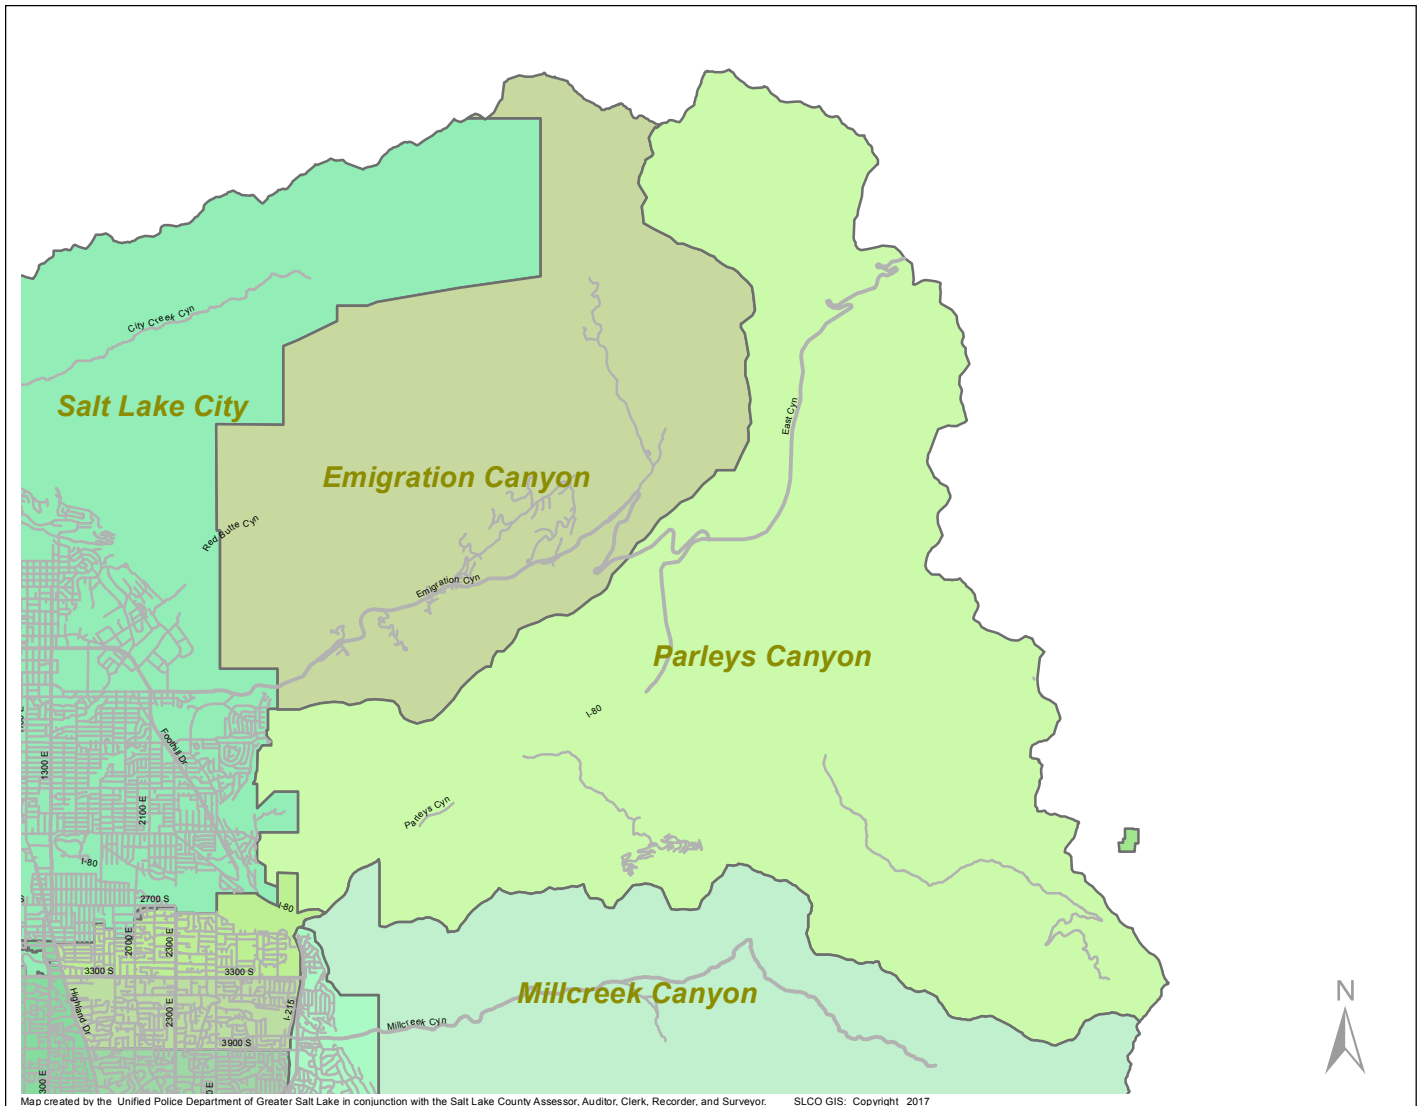 City Creek Cyn
Salt Lake City
East Cyn
Emigration Canyon
Red Butte Cyn
Emigration Cyn
Parleys Canyon
I-80
Foothill Dr
1300 E
2100 E
Parleys Cyn
I-80
2700 S
S
I-80
2000 E
2300 E
3300 S
3300 S
Millcreek Canyon
N
Highland Dr
2300 E
I-215
Millcreek Cyn
3900 S
300 E
Map created by the Unified Police Department of Greater Salt Lake in conjunction with the Salt Lake County Assessor, Auditor, Clerk, Recorder, and Surveyor. SLCO GIS: Copyright 2017